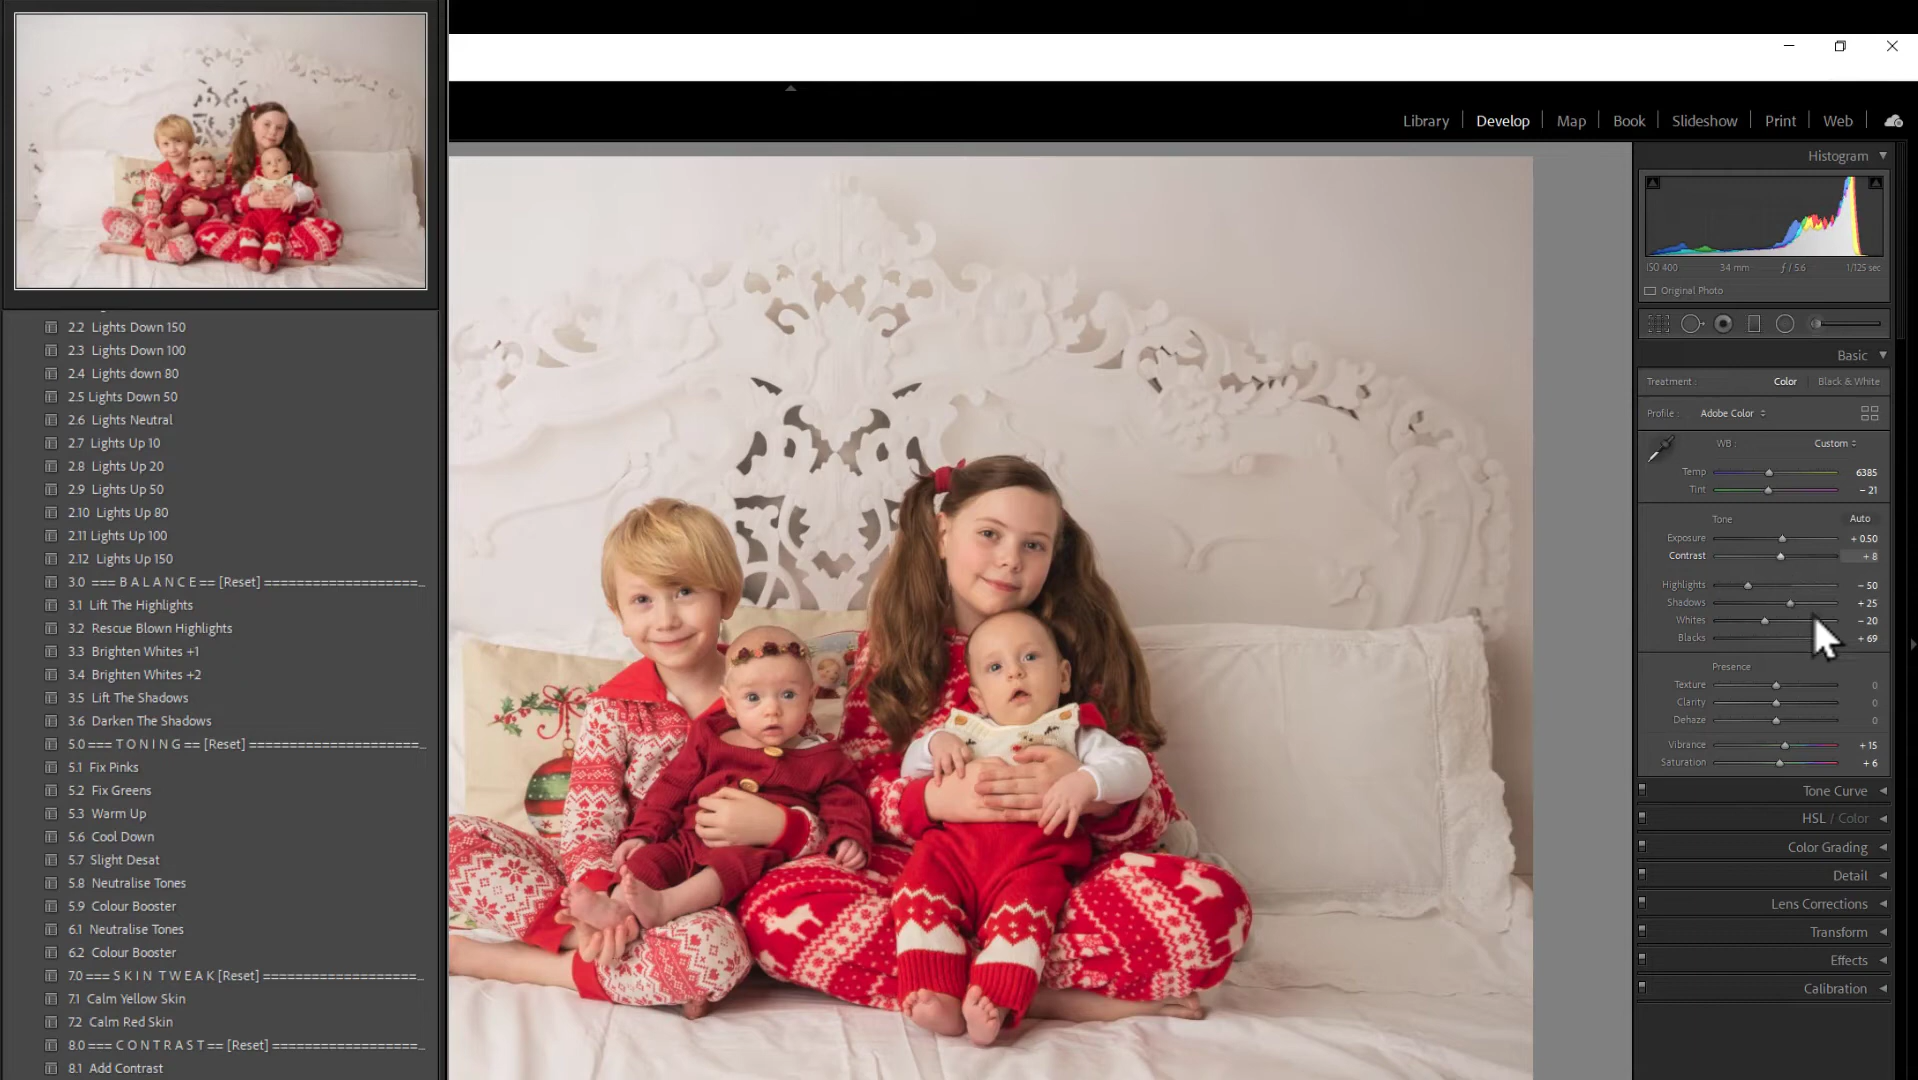 Library | Develop | Map | Book | Slideshow | Print | Web
Histogram
ISO 400 34 mm ƒ / 5.6 1/125 sec
Original Photo
Basic
Treatment : Color Black & White
Profile : Adobe Color
WB : Custom
Temp 6385
Tint – 21
Tone Auto
Exposure + 0.50
Contrast + 8
Highlights – 50
Shadows + 25
Whites – 20
Blacks + 69
Presence
Texture 0
Clarity 0
Dehaze 0
Vibrance + 15
Saturation + 6
Tone Curve
HSL / Color
Color Grading
Detail
Lens Corrections
Transform
Effects
Calibration
2.2 Lights Down 150
2.3 Lights Down 100
2.4 Lights down 80
2.5 Lights Down 50
2.6 Lights Neutral
2.7 Lights Up 10
2.8 Lights Up 20
2.9 Lights Up 50
2.10 Lights Up 80
2.11 Lights Up 100
2.12 Lights Up 150
3.0 === B A L A N C E == [Reset] ====================...
3.1 Lift The Highlights
3.2 Rescue Blown Highlights
3.3 Brighten Whites +1
3.4 Brighten Whites +2
3.5 Lift The Shadows
3.6 Darken The Shadows
5.0 === T O N I N G == [Reset] ======================...
5.1 Fix Pinks
5.2 Fix Greens
5.3 Warm Up
5.6 Cool Down
5.7 Slight Desat
5.8 Neutralise Tones
5.9 Colour Booster
6.1 Neutralise Tones
6.2 Colour Booster
7.0 === S K I N T W E A K [Reset] ====================...
7.1 Calm Yellow Skin
7.2 Calm Red Skin
8.0 === C O N T R A S T == [Reset] ===================...
8.1 Add Contrast